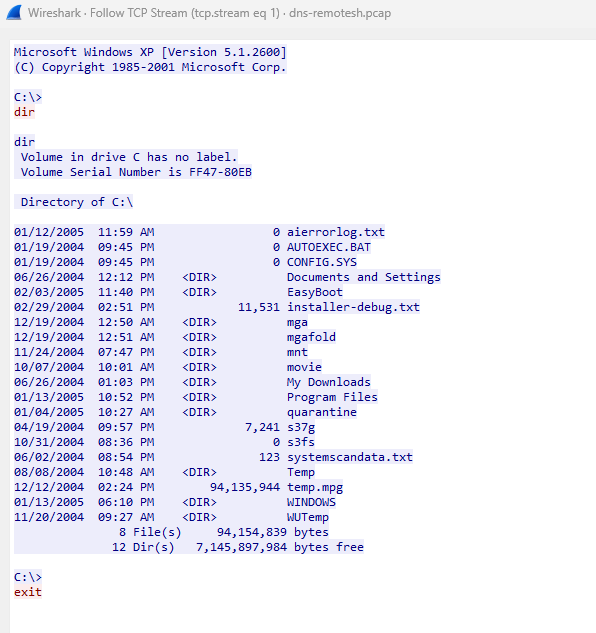 Wireshark · Follow TCP Stream (tcp.stream eq 1) · dns-remotesh.pcap
Microsoft Windows XP [Version 5.1.2600]
(C) Copyright 1985-2001 Microsoft Corp.
C:\>
dir
dir
 Volume in drive C has no label.
 Volume Serial Number is FF47-80EB
 Directory of C:\
01/12/2005  11:59 AM                 0 aierrorlog.txt
01/19/2004  09:45 PM                 0 AUTOEXEC.BAT
01/19/2004  09:45 PM                 0 CONFIG.SYS
06/26/2004  12:12 PM    <DIR>          Documents and Settings
02/03/2005  11:40 PM    <DIR>          EasyBoot
02/29/2004  02:51 PM            11,531 installer-debug.txt
12/19/2004  12:50 AM    <DIR>          mga
12/19/2004  12:51 AM    <DIR>          mgafold
11/24/2004  07:47 PM    <DIR>          mnt
10/07/2004  10:01 AM    <DIR>          movie
06/26/2004  01:03 PM    <DIR>          My Downloads
01/13/2005  10:52 PM    <DIR>          Program Files
01/04/2005  10:27 AM    <DIR>          quarantine
04/19/2004  09:57 PM             7,241 s37g
10/31/2004  08:36 PM                 0 s3fs
06/02/2004  08:54 PM               123 systemscandata.txt
08/08/2004  10:48 AM    <DIR>          Temp
12/12/2004  02:24 PM        94,135,944 temp.mpg
01/13/2005  06:10 PM    <DIR>          WINDOWS
11/20/2004  09:27 AM    <DIR>          WUTemp
               8 File(s)     94,154,839 bytes
              12 Dir(s)   7,145,897,984 bytes free
C:\>
exit